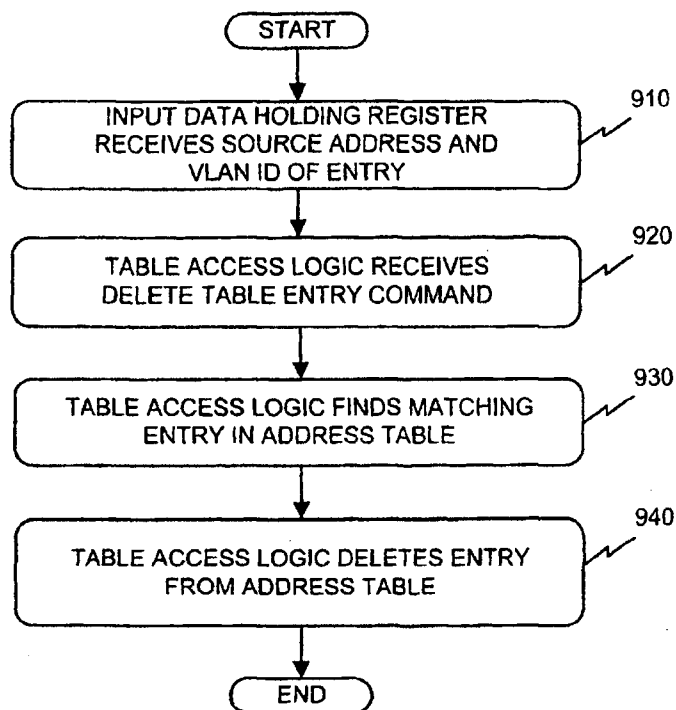 START
910
INPUT DATA HOLDING REGISTER
RECEIVES SOURCE ADDRESS AND
VLAN ID OF ENTRY
920
TABLE ACCESS LOGIC RECEIVES
DELETE TABLE ENTRY COMMAND
930
TABLE ACCESS LOGIC FINDS MATCHING
ENTRY IN ADDRESS TABLE
940
TABLE ACCESS LOGIC DELETES ENTRY
FROM ADDRESS TABLE
END